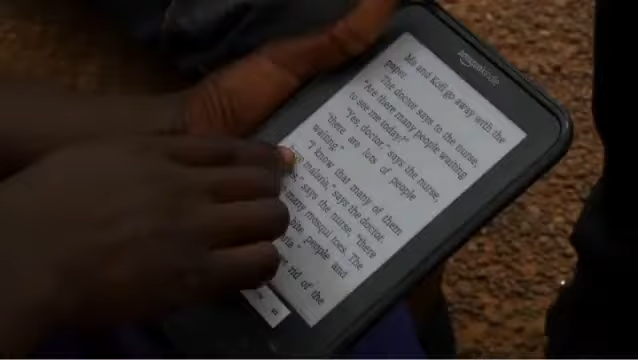 amazonkindle
Ma and Kofi go away with the
paper.
The doctor says to the nurse,
"Are there many people waiting
to see me today?"
"Yes, doctor," says the nurse,
"there are lots of people
waiting."
"I know that many of them
malaria," says the doctor.
says the nurse, "there
many mosquitoes. The
people and
rid of the